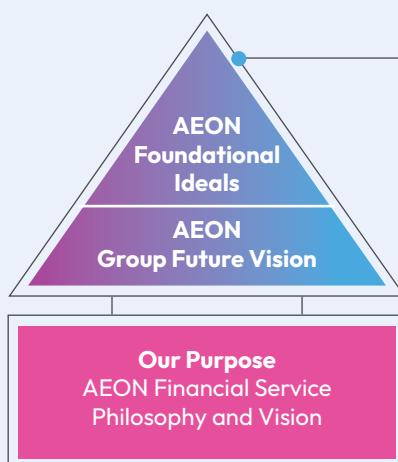 AEON
Foundational
Ideals
AEON
Group Future Vision
Our Purpose
AEON Financial Service
Philosophy and Vision